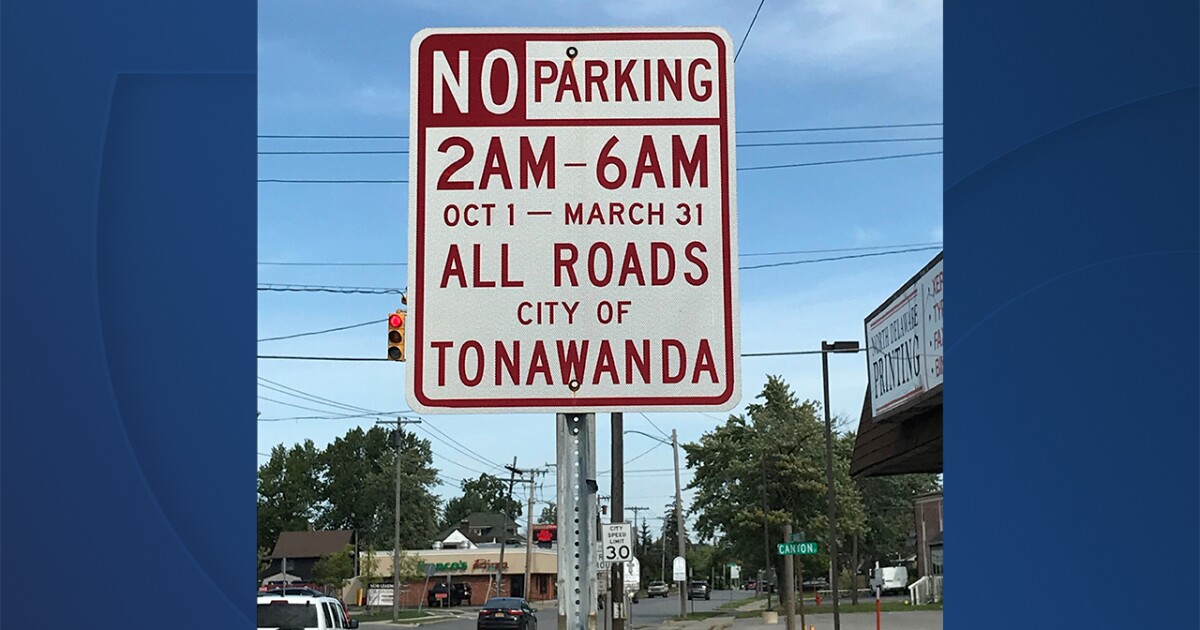 NO PARKING
2AM – 6AM
OCT 1 — MARCH 31
ALL ROADS
CITY OF
TONAWANDA
NORTH DELAWARE
PRINTING
CITY
SPEED
LIMIT
30
CANTON